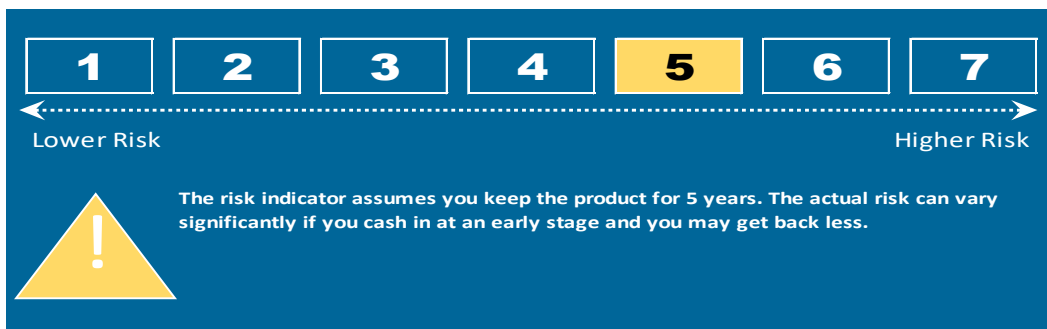 1 2 3 4 5 6 7
Lower Risk Higher Risk
! The risk indicator assumes you keep the product for 5 years. The actual risk can vary
significantly if you cash in at an early stage and you may get back less.